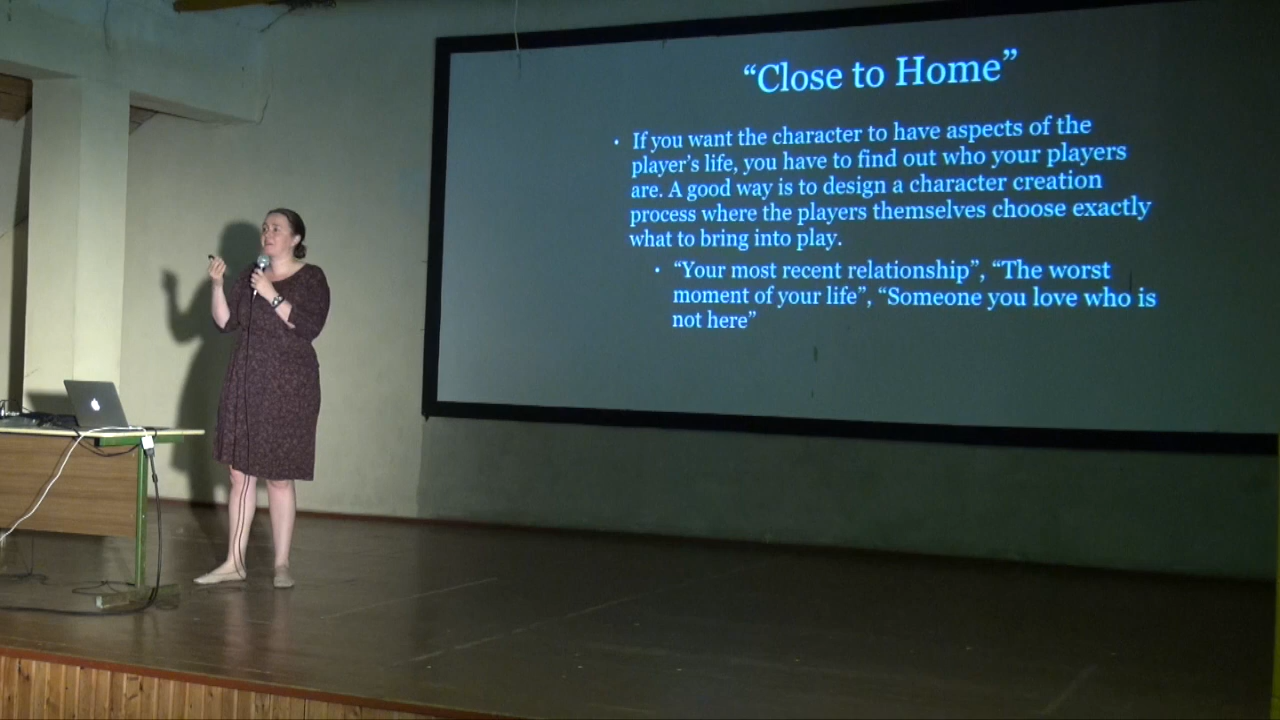 “Close to Home”
• If you want the character to have aspects of the
player’s life, you have to find out who your players
are. A good way is to design a character creation
process where the players themselves choose exactly
what to bring into play.
• “Your most recent relationship”, “The worst
moment of your life”, “Someone you love who is
not here”